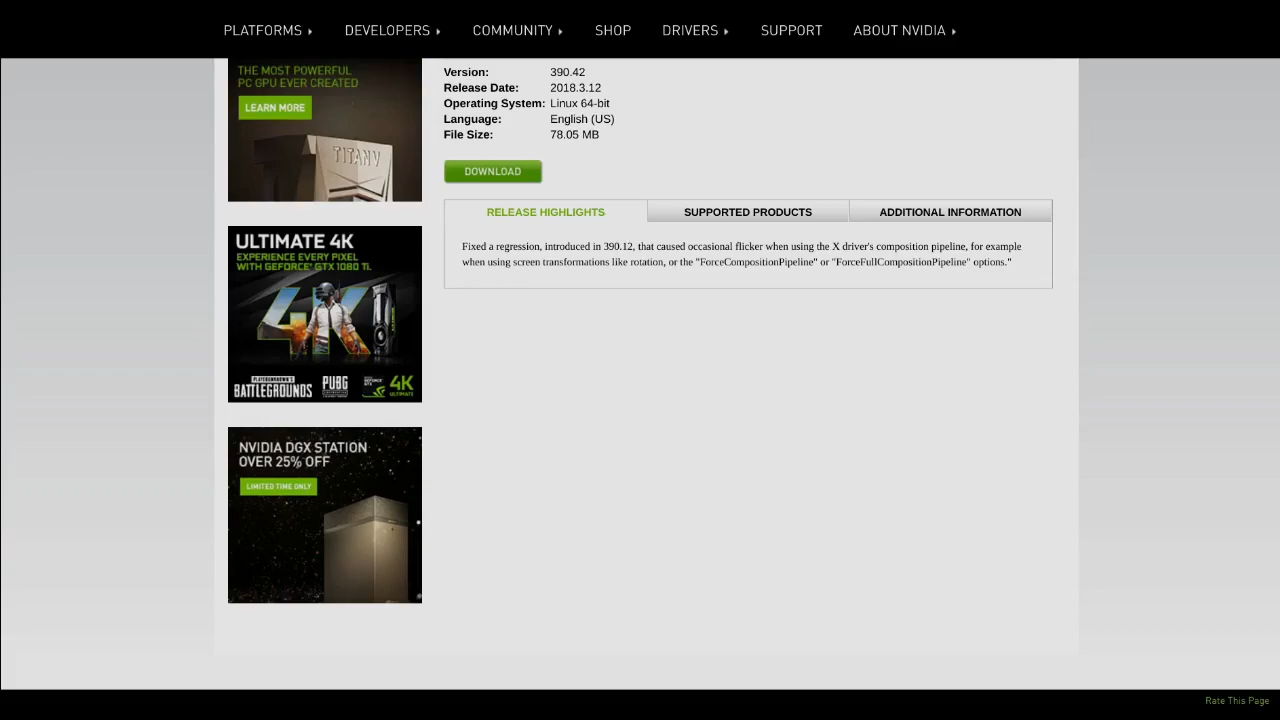 PLATFORMS DEVELOPERS COMMUNITY SHOP DRIVERS SUPPORT ABOUT NVIDIA
THE MOST POWERFUL
PC GPU EVER CREATED
LEARN MORE
TITAN V
ULTIMATE 4K
EXPERIENCE EVERY PIXEL
WITH GEFORCE® GTX 1080 Ti.
4K
PLAYERUNKNOWN'S
BATTLEGROUNDS
PUBG
GEFORCE
GTX
4K
ULTIMATE
NVIDIA DGX STATION
OVER 25% OFF
LIMITED TIME ONLY
Version: 390.42
Release Date: 2018.3.12
Operating System: Linux 64-bit
Language: English (US)
File Size: 78.05 MB
DOWNLOAD
RELEASE HIGHLIGHTS SUPPORTED PRODUCTS ADDITIONAL INFORMATION
Fixed a regression, introduced in 390.12, that caused occasional flicker when using the X driver's composition pipeline, for example
when using screen transformations like rotation, or the "ForceCompositionPipeline" or "ForceFullCompositionPipeline" options."
Rate This Page